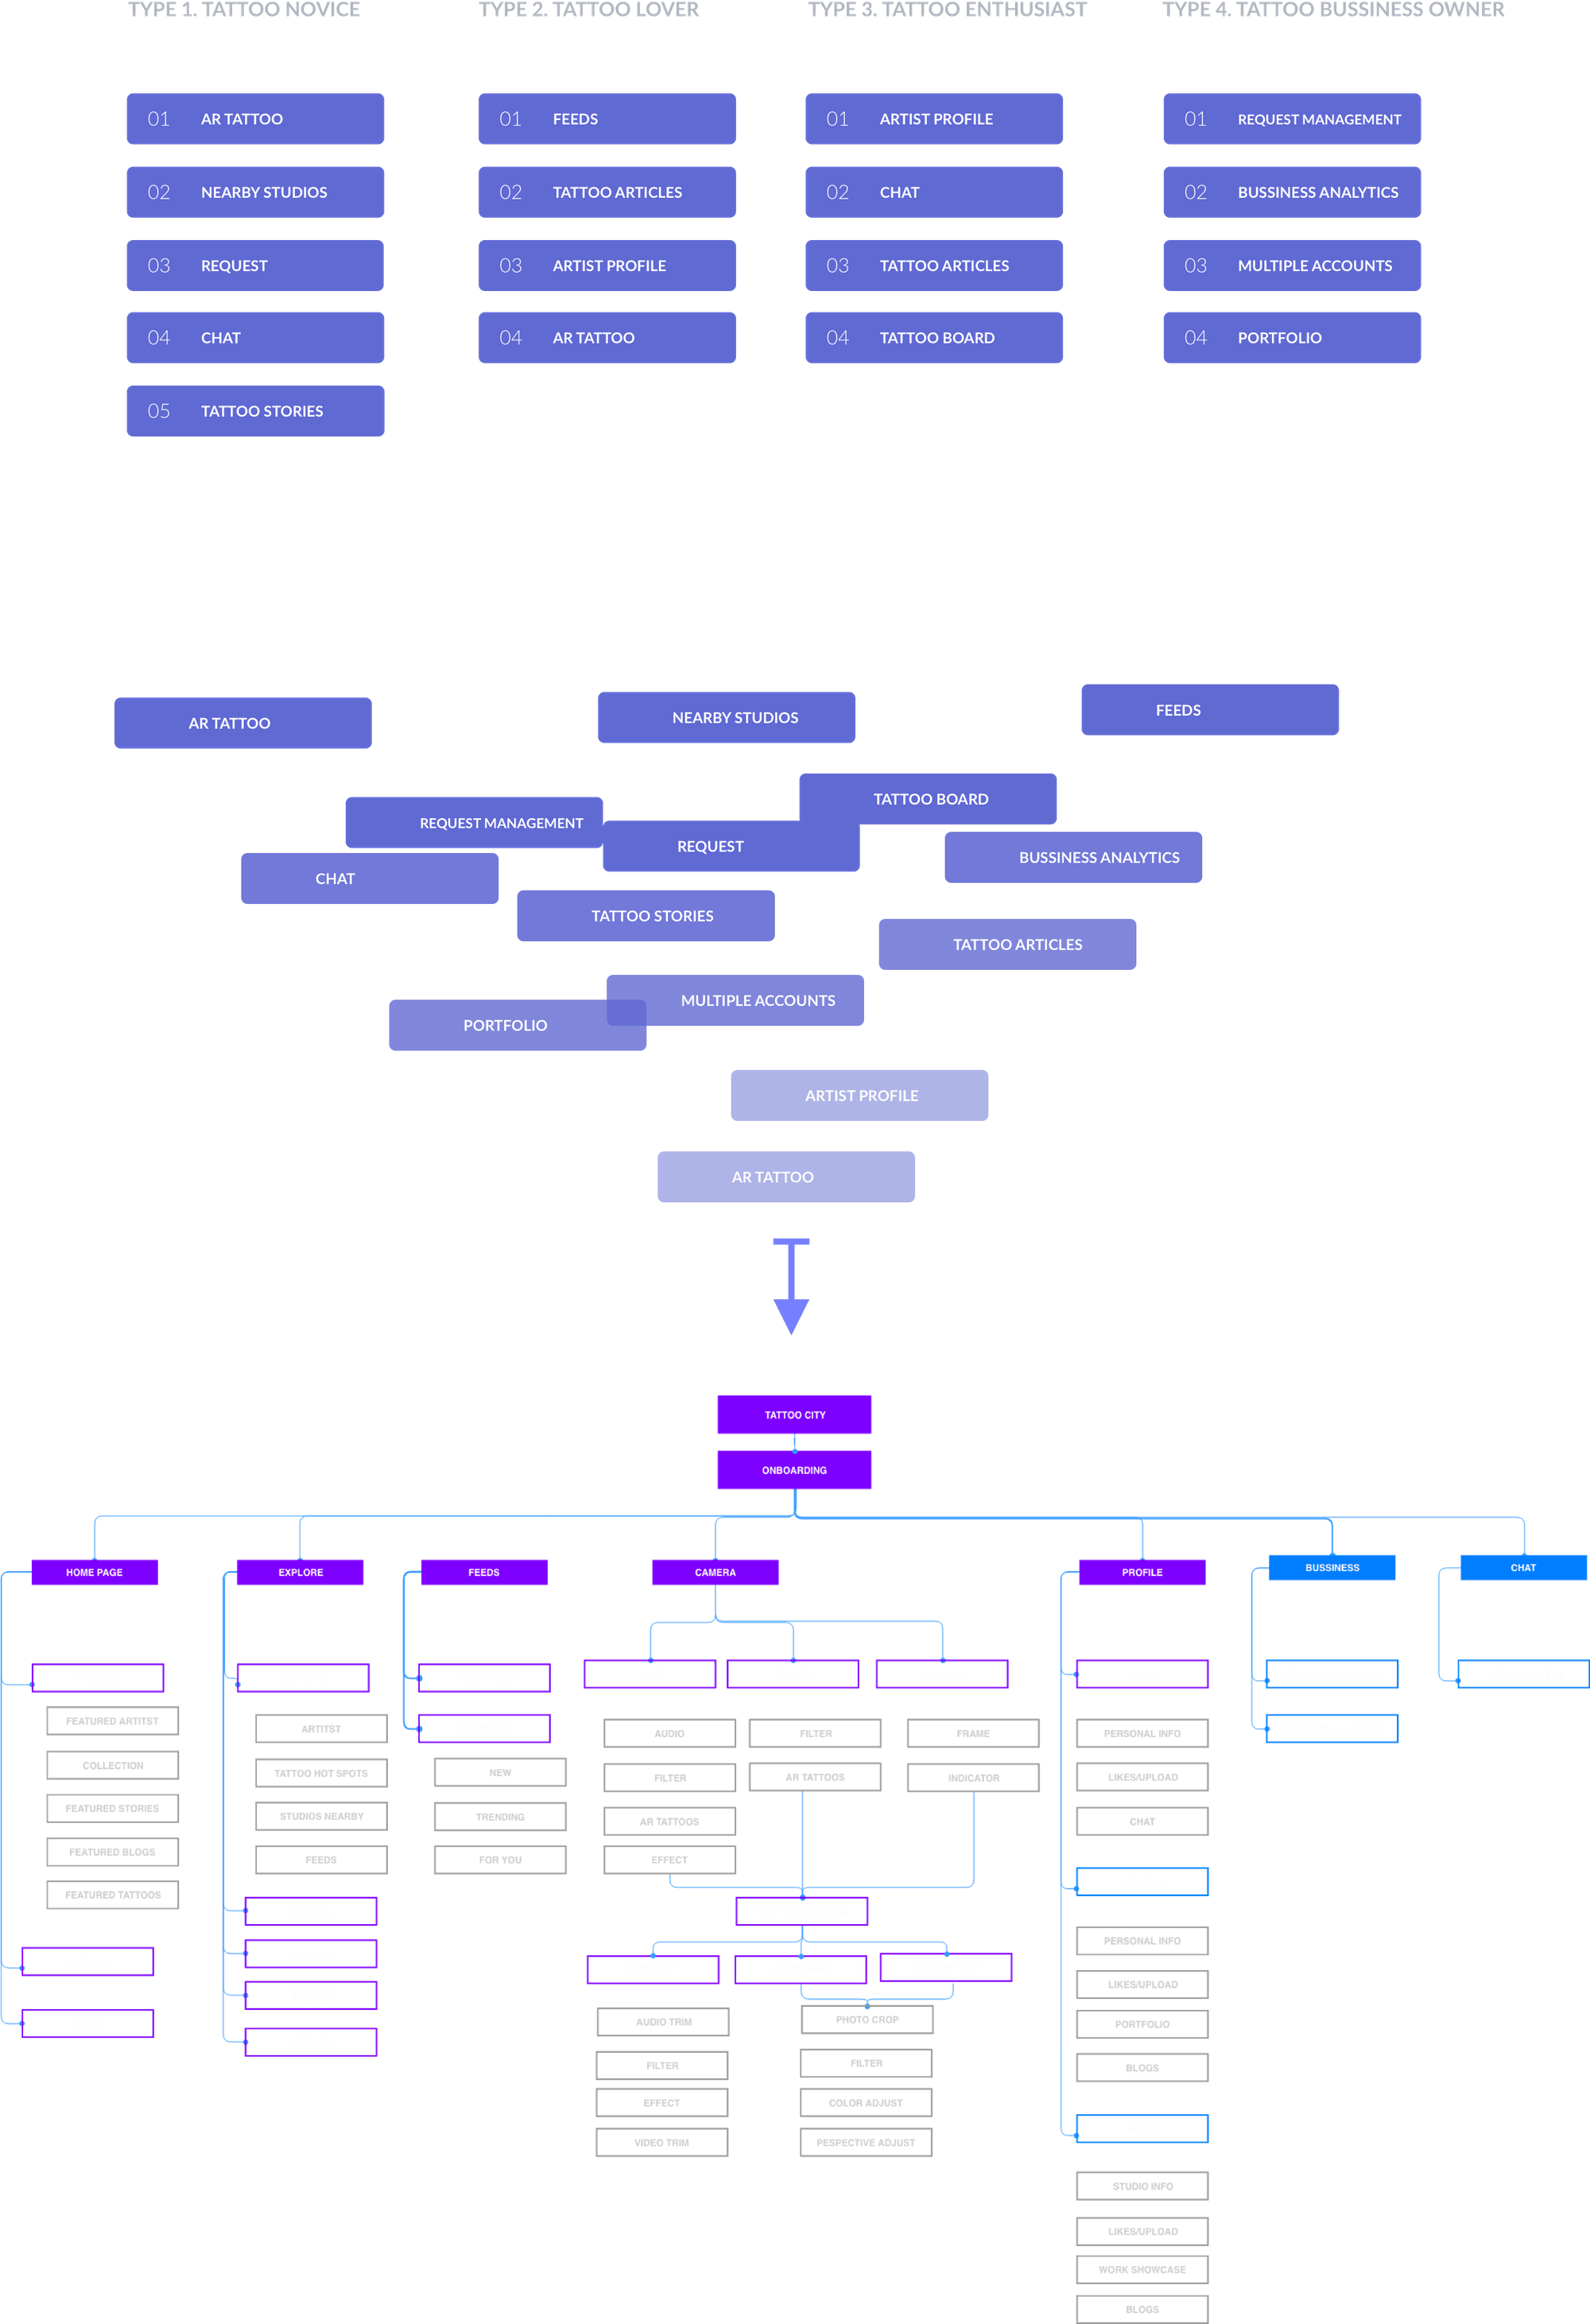 TYPE 1. TATTOO NOVICE
TYPE 2. TATTOO LOVER
TYPE 3. TATTOO ENTHUSIAST
TYPE 4. TATTOO BUSSINESS OWNER
01 AR TATTOO
02 NEARBY STUDIOS
03 REQUEST
04 CHAT
05 TATTOO STORIES
01 FEEDS
02 TATTOO ARTICLES
03 ARTIST PROFILE
04 AR TATTOO
01 ARTIST PROFILE
02 CHAT
03 TATTOO ARTICLES
04 TATTOO BOARD
01 REQUEST MANAGEMENT
02 BUSSINESS ANALYTICS
03 MULTIPLE ACCOUNTS
04 PORTFOLIO
AR TATTOO
NEARBY STUDIOS
FEEDS
TATTOO BOARD
REQUEST MANAGEMENT
REQUEST
BUSSINESS ANALYTICS
CHAT
TATTOO STORIES
TATTOO ARTICLES
MULTIPLE ACCOUNTS
PORTFOLIO
ARTIST PROFILE
AR TATTOO
TATTOO CITY
ONBOARDING
HOME PAGE
EXPLORE
FEEDS
CAMERA
PROFILE
BUSSINESS
CHAT
FEATURED ARTITST
COLLECTION
FEATURED STORIES
FEATURED BLOGS
FEATURED TATTOOS
ARTITST
TATTOO HOT SPOTS
STUDIOS NEARBY
FEEDS
NEW
TRENDING
FOR YOU
AUDIO
FILTER
AR TATTOOS
EFFECT
FILTER
AR TATTOOS
FRAME
INDICATOR
AUDIO TRIM
FILTER
EFFECT
VIDEO TRIM
PHOTO CROP
FILTER
COLOR ADJUST
PESPECTIVE ADJUST
PERSONAL INFO
LIKES/UPLOAD
CHAT
PERSONAL INFO
LIKES/UPLOAD
PORTFOLIO
BLOGS
STUDIO INFO
LIKES/UPLOAD
WORK SHOWCASE
BLOGS